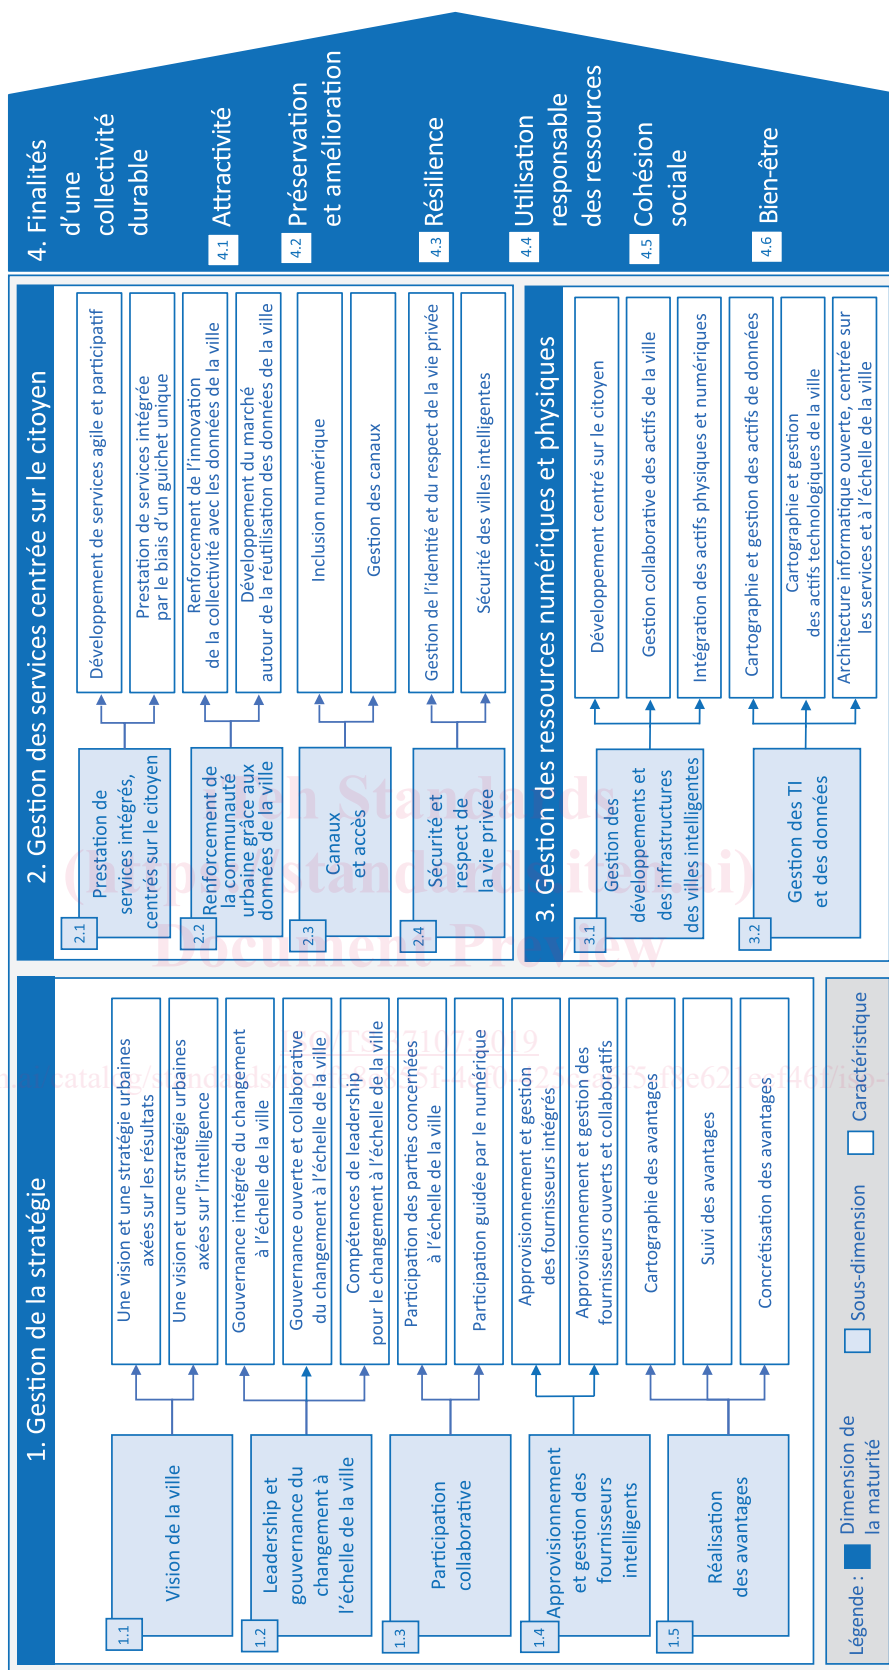 1. Gestion de la stratégie
1.1
Vision de la ville
Une vision et une stratégie urbaines
axées sur les résultats
Une vision et une stratégie urbaines
axées sur l'intelligence
1.2
Leadership et
gouvernance du
changement à
l'échelle de la ville
Gouvernance intégrée du changement
à l'échelle de la ville
Gouvernance ouverte et collaborative
du changement à l'échelle de la ville
Compétences de leadership
pour le changement à l'échelle de la ville
1.3
Participation
collaborative
Participation des parties concernées
à l'échelle de la ville
Participation guidée par le numérique
1.4
Approvisionnement
et gestion des
fournisseurs
intelligents
Approvisionnement et gestion
des fournisseurs intégrés
Approvisionnement et gestion des
fournisseurs ouverts et collaboratifs
1.5
Réalisation
des avantages
Cartographie des avantages
Suivi des avantages
Concrétisation des avantages
2. Gestion des services centrée sur le citoyen
2.1
Prestation de
services intégrés,
centrés sur le citoyen
Développement de services agile et participatif
Prestation de services intégrée
par le biais d'un guichet unique
2.2
Renforcement de
la communauté
urbaine grâce aux
données de la ville
Renforcement de l'innovation
de la collectivité avec les données de la ville
Développement du marché
autour de la réutilisation des données de la ville
2.3
Canaux
et accès
Inclusion numérique
Gestion des canaux
2.4
Sécurité et
respect de
la vie privée
Gestion de l'identité et du respect de la vie privée
Sécurité des villes intelligentes
3. Gestion des ressources numériques et physiques
3.1
Gestion des
développements et
des infrastructures
des villes intelligentes
Développement centré sur le citoyen
Gestion collaborative des actifs de la ville
Intégration des actifs physiques et numériques
3.2
Gestion des TI
et des données
Cartographie et gestion des actifs de données
Cartographie et gestion
des actifs technologiques de la ville
Architecture informatique ouverte, centrée sur
les services et à l'échelle de la ville
4. Finalités
d'une
collectivité
durable
4.1 Attractivité
4.2 Préservation
et amélioration
4.3 Résilience
4.4 Utilisation
responsable
des ressources
4.5 Cohésion
sociale
4.6 Bien-être
Légende :
Dimension de
la maturité
Sous-dimension
Caractéristique
Standards
Document Preview